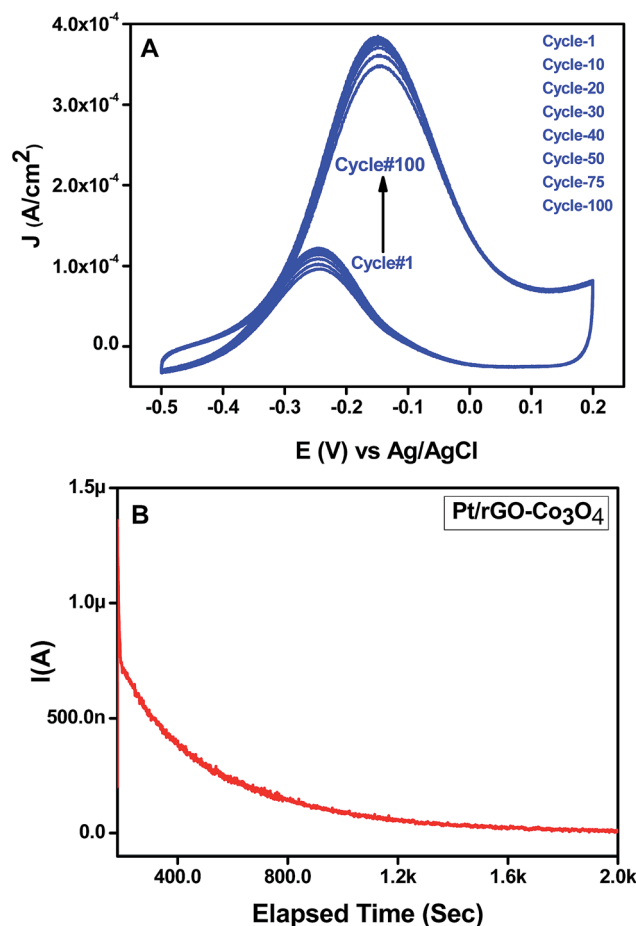 A
Cycle-1
Cycle-10
Cycle-20
Cycle-30
Cycle-40
Cycle-50
Cycle-75
Cycle-100
Cycle#100
Cycle#1
4.0x10⁻⁴
3.0x10⁻⁴
2.0x10⁻⁴
1.0x10⁻⁴
0.0
J (A/cm²)
-0.5 -0.4 -0.3 -0.2 -0.1 0.0 0.1 0.2
E (V) vs Ag/AgCl
B
Pt/rGO-Co₃O₄
1.5µ
1.0µ
500.0n
0.0
I(A)
400.0 800.0 1.2k 1.6k 2.0k
Elapsed Time (Sec)